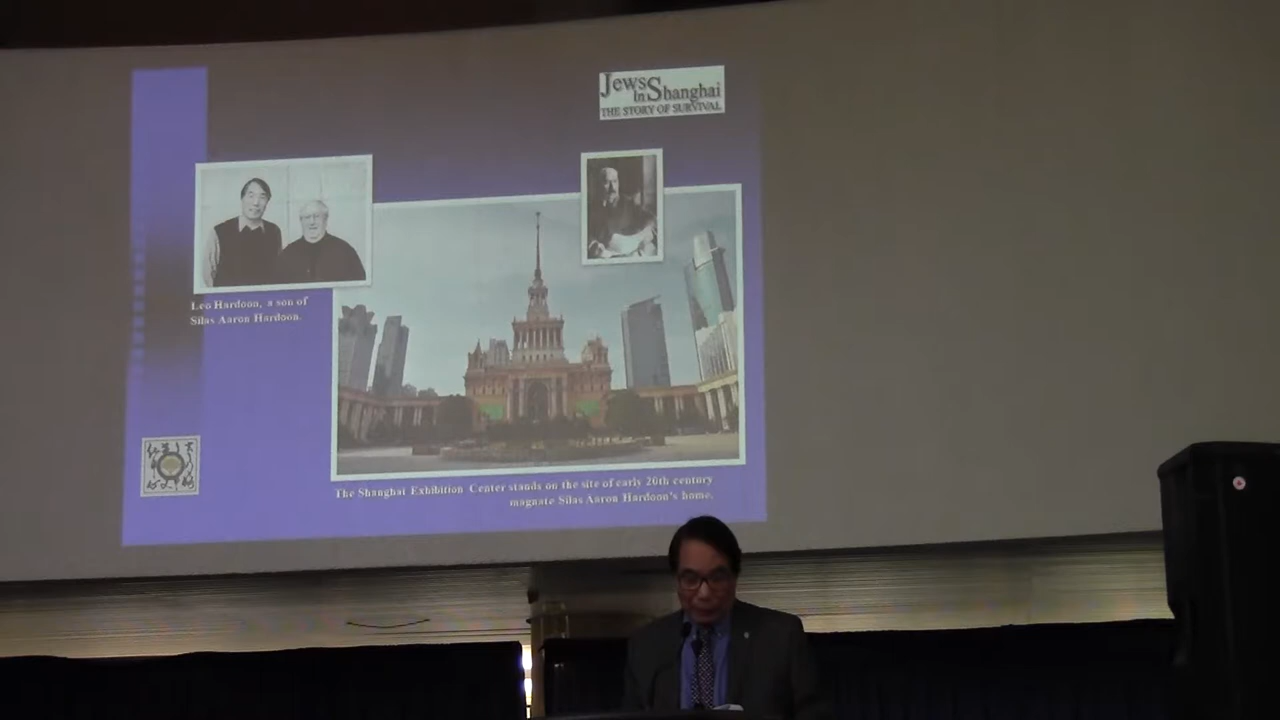 Jews
in Shanghai
THE STORY OF SURVIVAL
Leo Hardoon, a son of
Silas Aaron Hardoon.
The Shanghai Exhibition Center stands on the site of early 20th century
magnate Silas Aaron Hardoon's home.